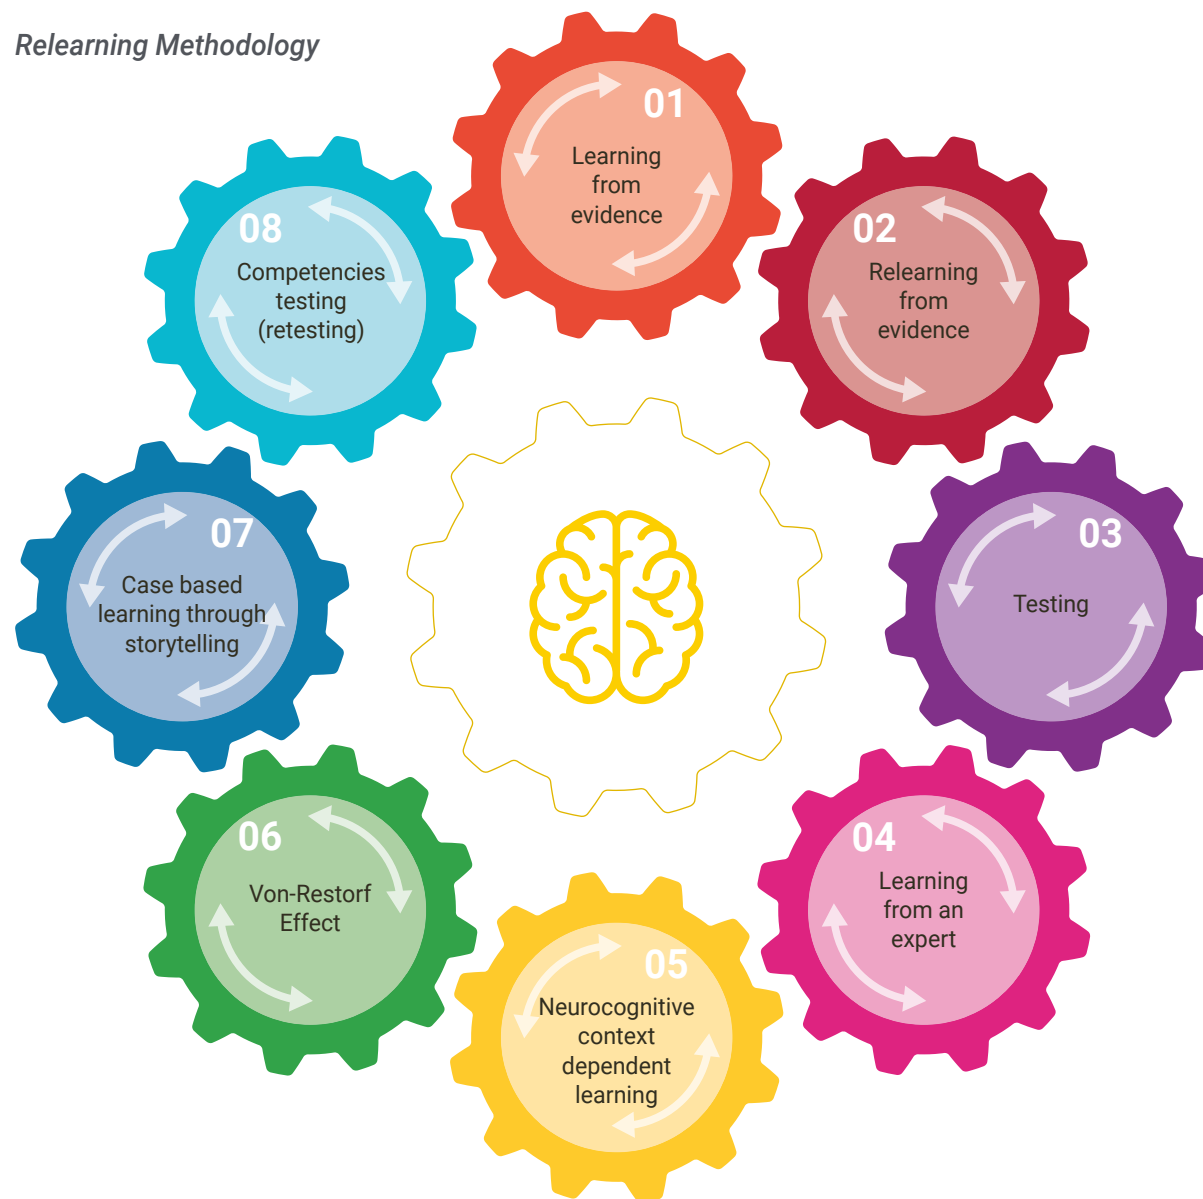 Relearning Methodology
01
Learning
from
evidence
02
Relearning
from
evidence
03
Testing
04
Learning
from an
expert
05
Neurocognitive
context
dependent
learning
06
Von-Restorf
Effect
07
Case based
learning through
storytelling
08
Competencies
testing
(retesting)